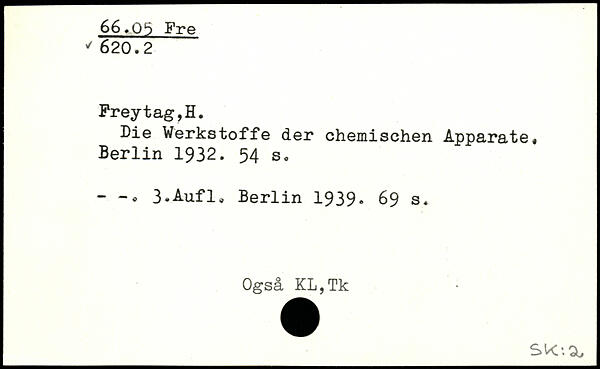 66.05 Fre
✓ 620.2
Freytag,H.
Die Werkstoffe der chemischen Apparate.
Berlin 1932. 54 s.
- -. 3.Aufl. Berlin 1939. 69 s.
Også KL,Tk
SK:2